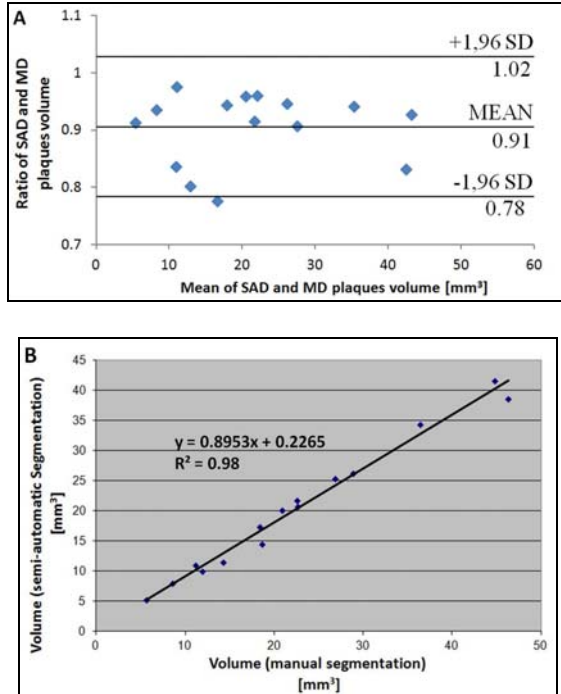 A
1.1
1
0.9
0.8
0.7
+1,96 SD
1.02
MEAN
0.91
-1,96 SD
0.78
Ratio of SAD and MD
plaques volume
0 10 20 30 40 50 60
Mean of SAD and MD plaques volume [mm³]
B
45
40
35
30
25
20
15
10
5
0
y = 0.8953x + 0.2265
R² = 0.98
Volume (semi-automatic Segmentation)
[mm³]
0 10 20 30 40 50
Volume (manual segmentation)
[mm³]